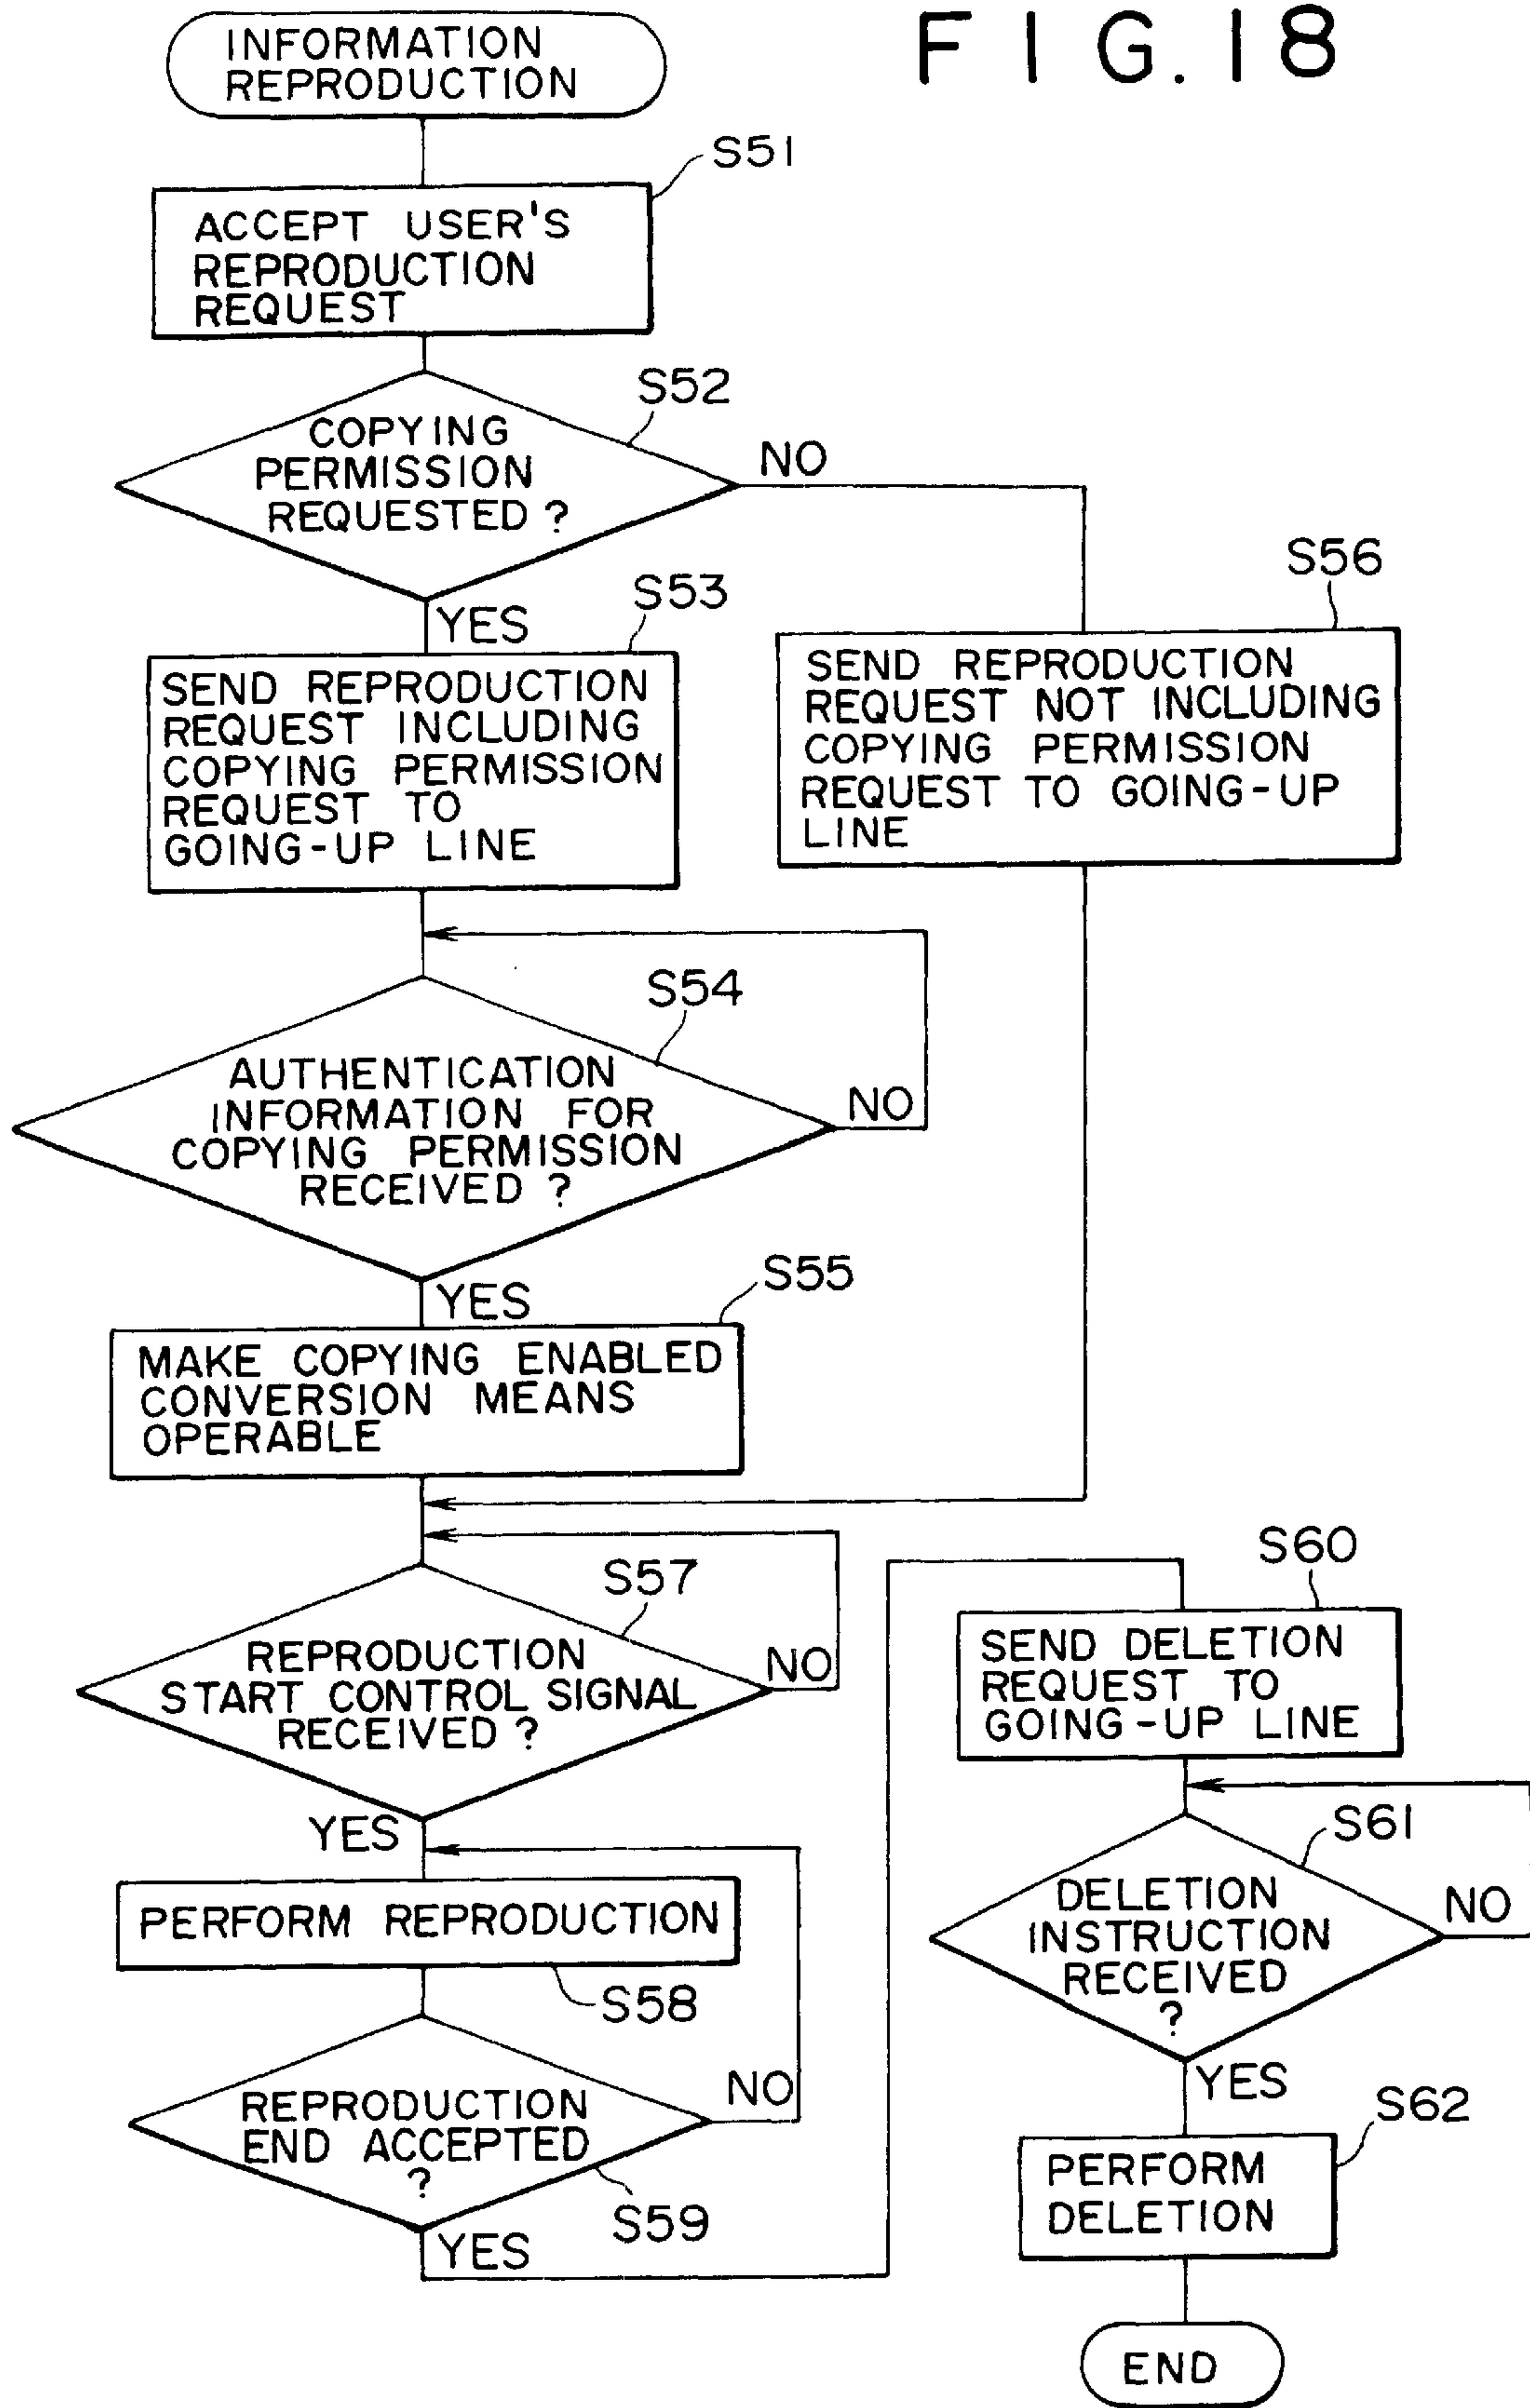 FIG.18
INFORMATION
REPRODUCTION
S51
ACCEPT USER'S
REPRODUCTION
REQUEST
S52
COPYING
PERMISSION
REQUESTED ?
NO
YES
S53
SEND REPRODUCTION
REQUEST INCLUDING
COPYING PERMISSION
REQUEST TO
GOING-UP LINE
S56
SEND REPRODUCTION
REQUEST NOT INCLUDING
COPYING PERMISSION
REQUEST TO GOING-UP
LINE
S54
AUTHENTICATION
INFORMATION FOR
COPYING PERMISSION
RECEIVED ?
NO
YES
S55
MAKE COPYING ENABLED
CONVERSION MEANS
OPERABLE
S57
REPRODUCTION
START CONTROL SIGNAL
RECEIVED ?
NO
YES
PERFORM REPRODUCTION
S58
REPRODUCTION
END ACCEPTED
?
NO
S59
YES
S60
SEND DELETION
REQUEST TO
GOING-UP LINE
S61
DELETION
INSTRUCTION
RECEIVED
?
NO
YES
S62
PERFORM
DELETION
END